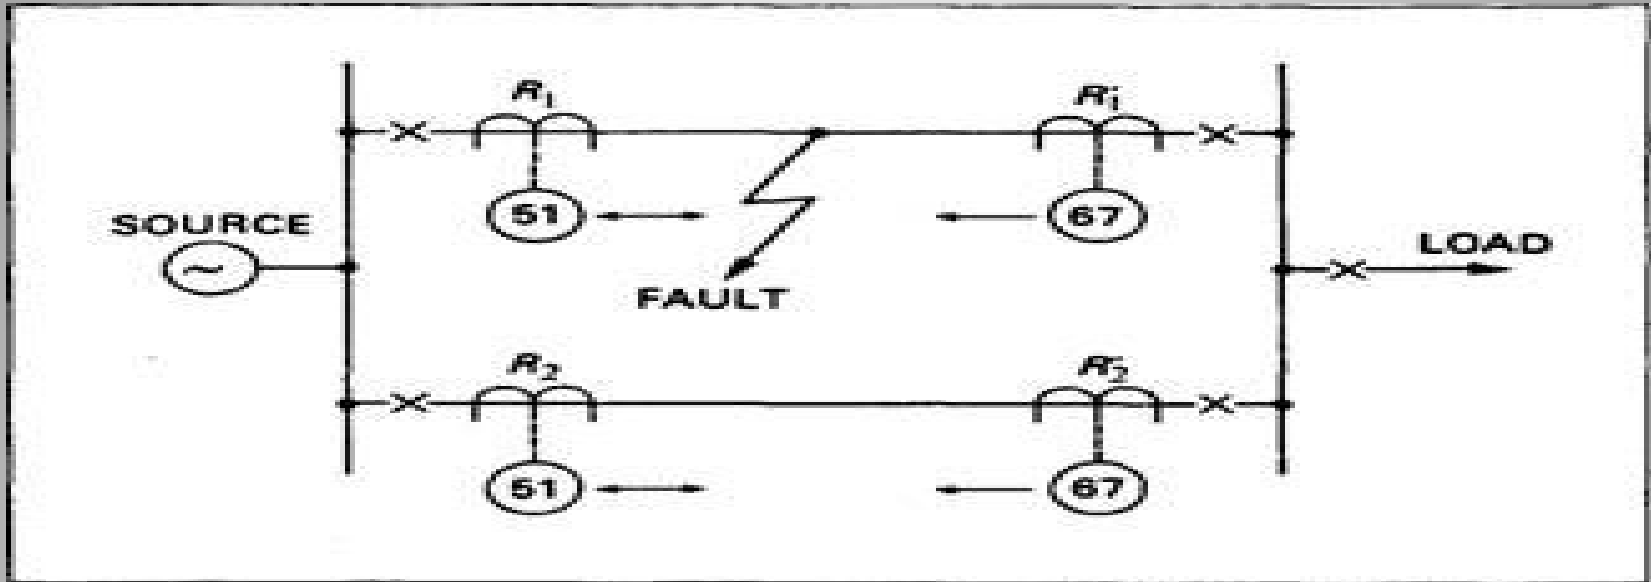 R₁ R₁'
51 67
SOURCE
~
LOAD
FAULT
R₂ R₂'
51 67